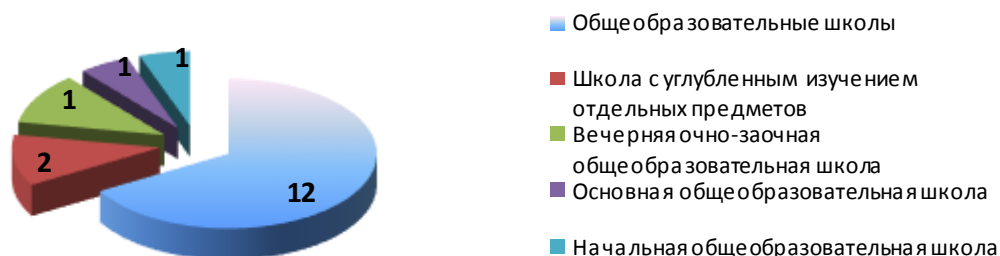 1
1
1
2
12
Общеобразовательные школы
Школа с углубленным изучением
отдельных предметов
Вечерняя очно-заочная
общеобразовательная школа
Основная общеобразовательная школа
Начальная общеобразовательная школа